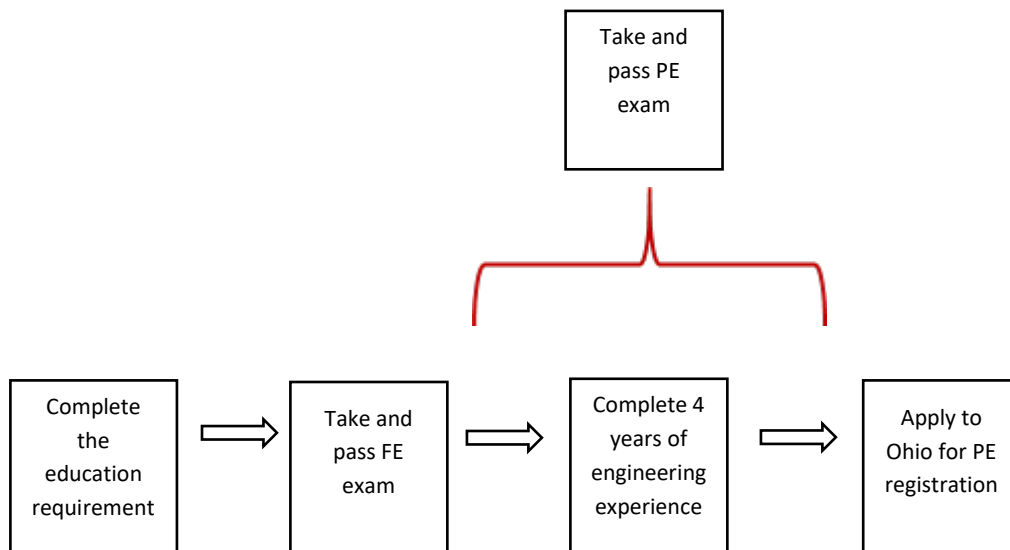 Take and
pass PE
exam
Complete
the
education
requirement
Take and
pass FE
exam
Complete 4
years of
engineering
experience
Apply to
Ohio for PE
registration